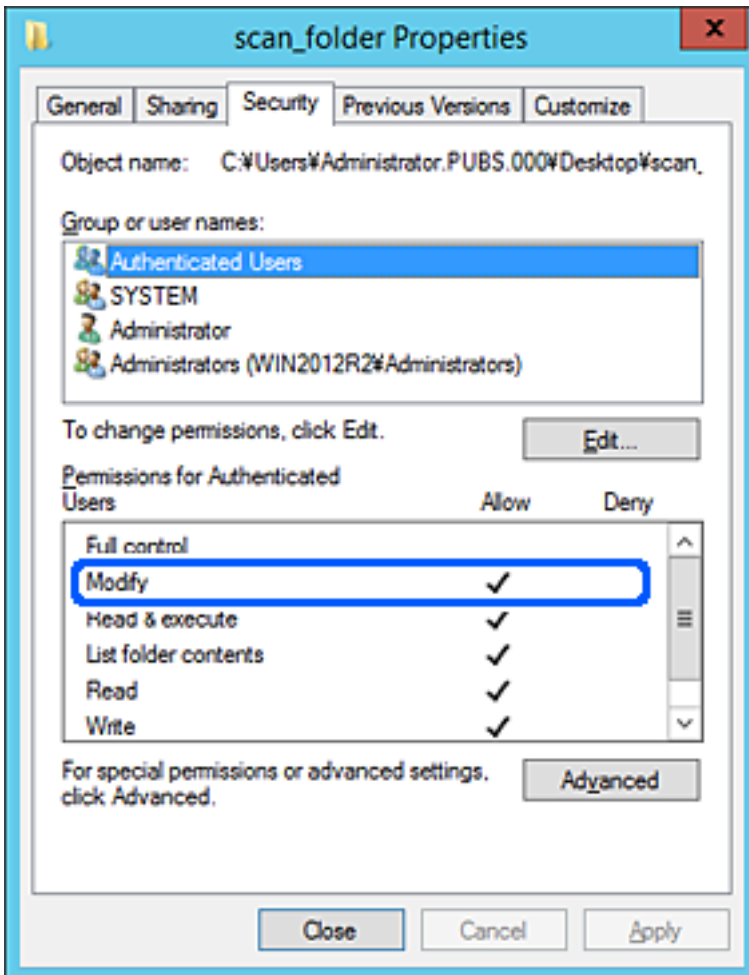 scan_folder Properties
x
General Sharing Security Previous Versions Customize
Object name: C:¥Users¥Administrator.PUBS.000¥Desktop¥scan_
Group or user names:
Authenticated Users
SYSTEM
Administrator
Administrators (WIN2012R2¥Administrators)
To change permissions, click Edit.
Edit...
Permissions for Authenticated
Users Allow Deny
Full control
Modify
Read & execute
List folder contents
Read
Write
For special permissions or advanced settings,
click Advanced.
Advanced
Close Cancel Apply